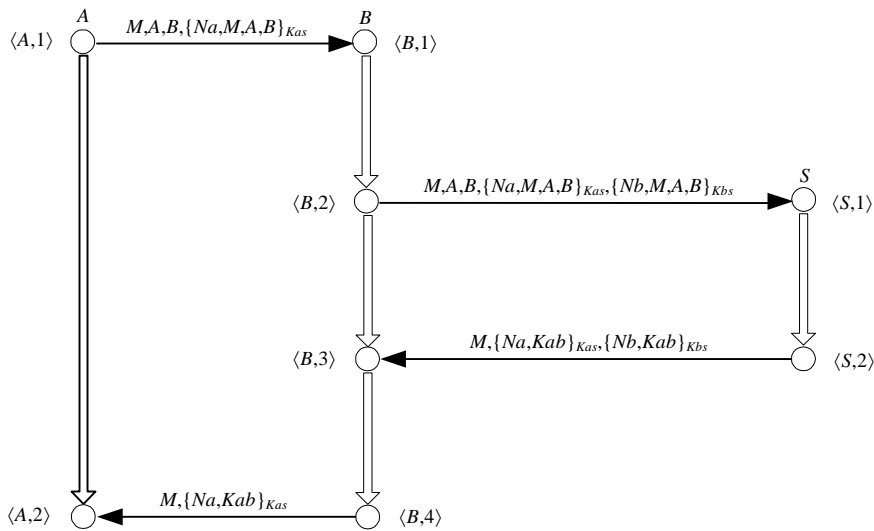 A B
⟨A,1⟩ M,A,B,{Na,M,A,B}Kas ⟨B,1⟩
⟨B,2⟩ M,A,B,{Na,M,A,B}Kas,{Nb,M,A,B}Kbs S ⟨S,1⟩
⟨B,3⟩ M,{Na,Kab}Kas,{Nb,Kab}Kbs ⟨S,2⟩
⟨A,2⟩ M,{Na,Kab}Kas ⟨B,4⟩